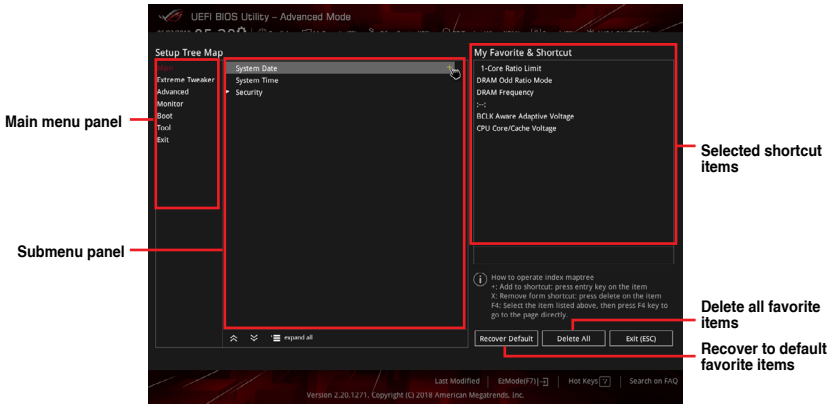 UEFI BIOS Utility – Advanced Mode
Setup Tree Map
My Favorite & Shortcut
Extreme Tweaker
Advanced
Monitor
Boot
Tool
Exit
System Date
System Time
Security
1-Core Ratio Limit
DRAM Odd Ratio Mode
DRAM Frequency
:--:
BCLK Aware Adaptive Voltage
CPU Core/Cache Voltage
Main menu panel
Submenu panel
Selected shortcut
items
How to operate index maptree
+: Add to shortcut: press entry key on the item
X: Remove form shortcut: press delete on the item
F4: Select the item listed above, then press F4 key to
go to the page directly.
Delete all favorite
items
Recover to default
favorite items
expand all
Recover Default
Delete All
Exit (ESC)
Last Modified
EzMode(F7)
Hot Keys ?
Search on FAQ
Version 2.20.1271. Copyright (C) 2018 American Megatrends, Inc.